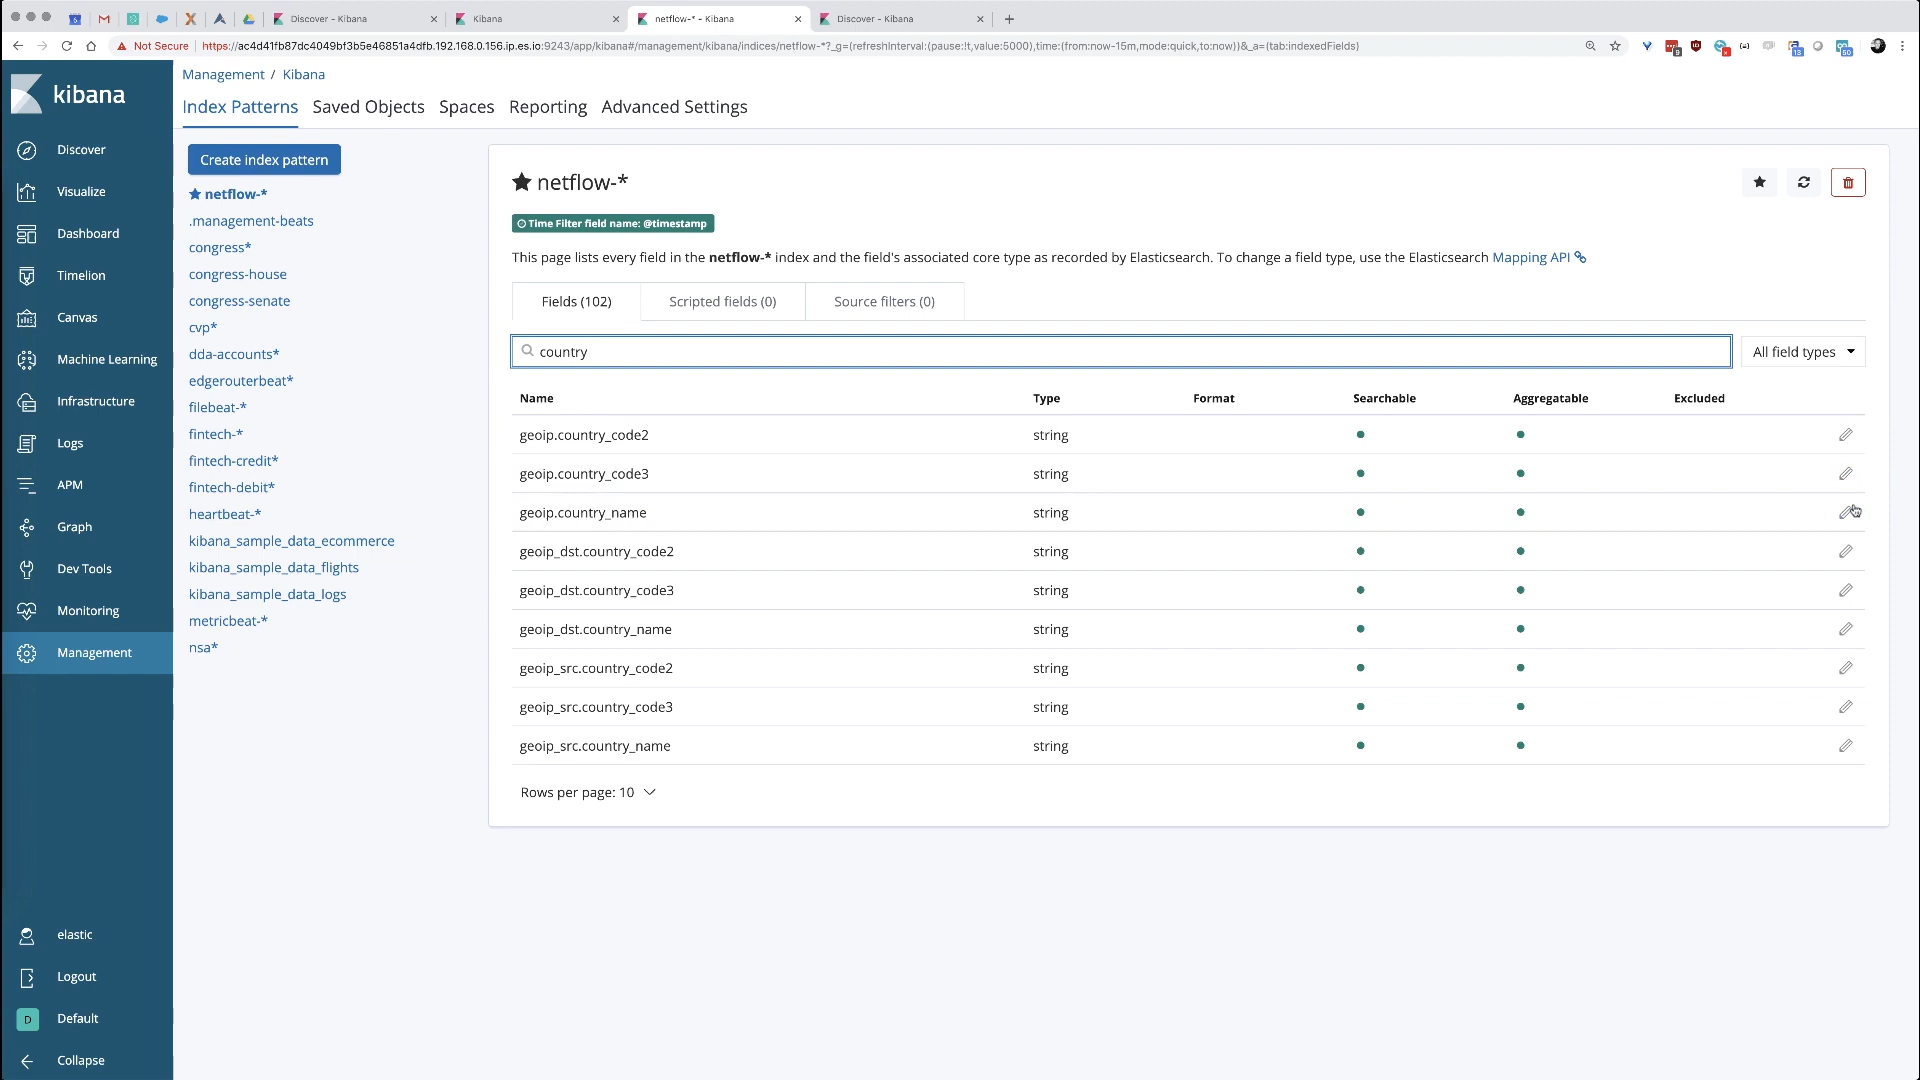 Discover - Kibana
Kibana
netflow-* - Kibana
Discover - Kibana
Not Secure
https://ac4d41fb87dc4049bf3b5e46851a4dfb.192.168.0.156.ip.es.io:9243/app/kibana#/management/kibana/indices/netflow-*?_g=(refreshInterval:(pause:!t,value:5000),time:(from:now-15m,mode:quick,to:now))&_a=(tab:indexedFields)
kibana
Discover
Visualize
Dashboard
Timelion
Canvas
Machine Learning
Infrastructure
Logs
APM
Graph
Dev Tools
Monitoring
Management
elastic
Logout
D
Default
Collapse
Management / Kibana
Index Patterns
Saved Objects
Spaces
Reporting
Advanced Settings
Create index pattern
netflow-*
.management-beats
congress*
congress-house
congress-senate
cvp*
dda-accounts*
edgerouterbeat*
filebeat-*
fintech-*
fintech-credit*
fintech-debit*
heartbeat-*
kibana_sample_data_ecommerce
kibana_sample_data_flights
kibana_sample_data_logs
metricbeat-*
nsa*
netflow-*
Time Filter field name: @timestamp
This page lists every field in the netflow-* index and the field's associated core type as recorded by Elasticsearch. To change a field type, use the Elasticsearch Mapping API
Fields (102)
Scripted fields (0)
Source filters (0)
country
All field types
Name Type Format Searchable Aggregatable Excluded
geoip.country_code2 string
geoip.country_code3 string
geoip.country_name string
geoip_dst.country_code2 string
geoip_dst.country_code3 string
geoip_dst.country_name string
geoip_src.country_code2 string
geoip_src.country_code3 string
geoip_src.country_name string
Rows per page: 10